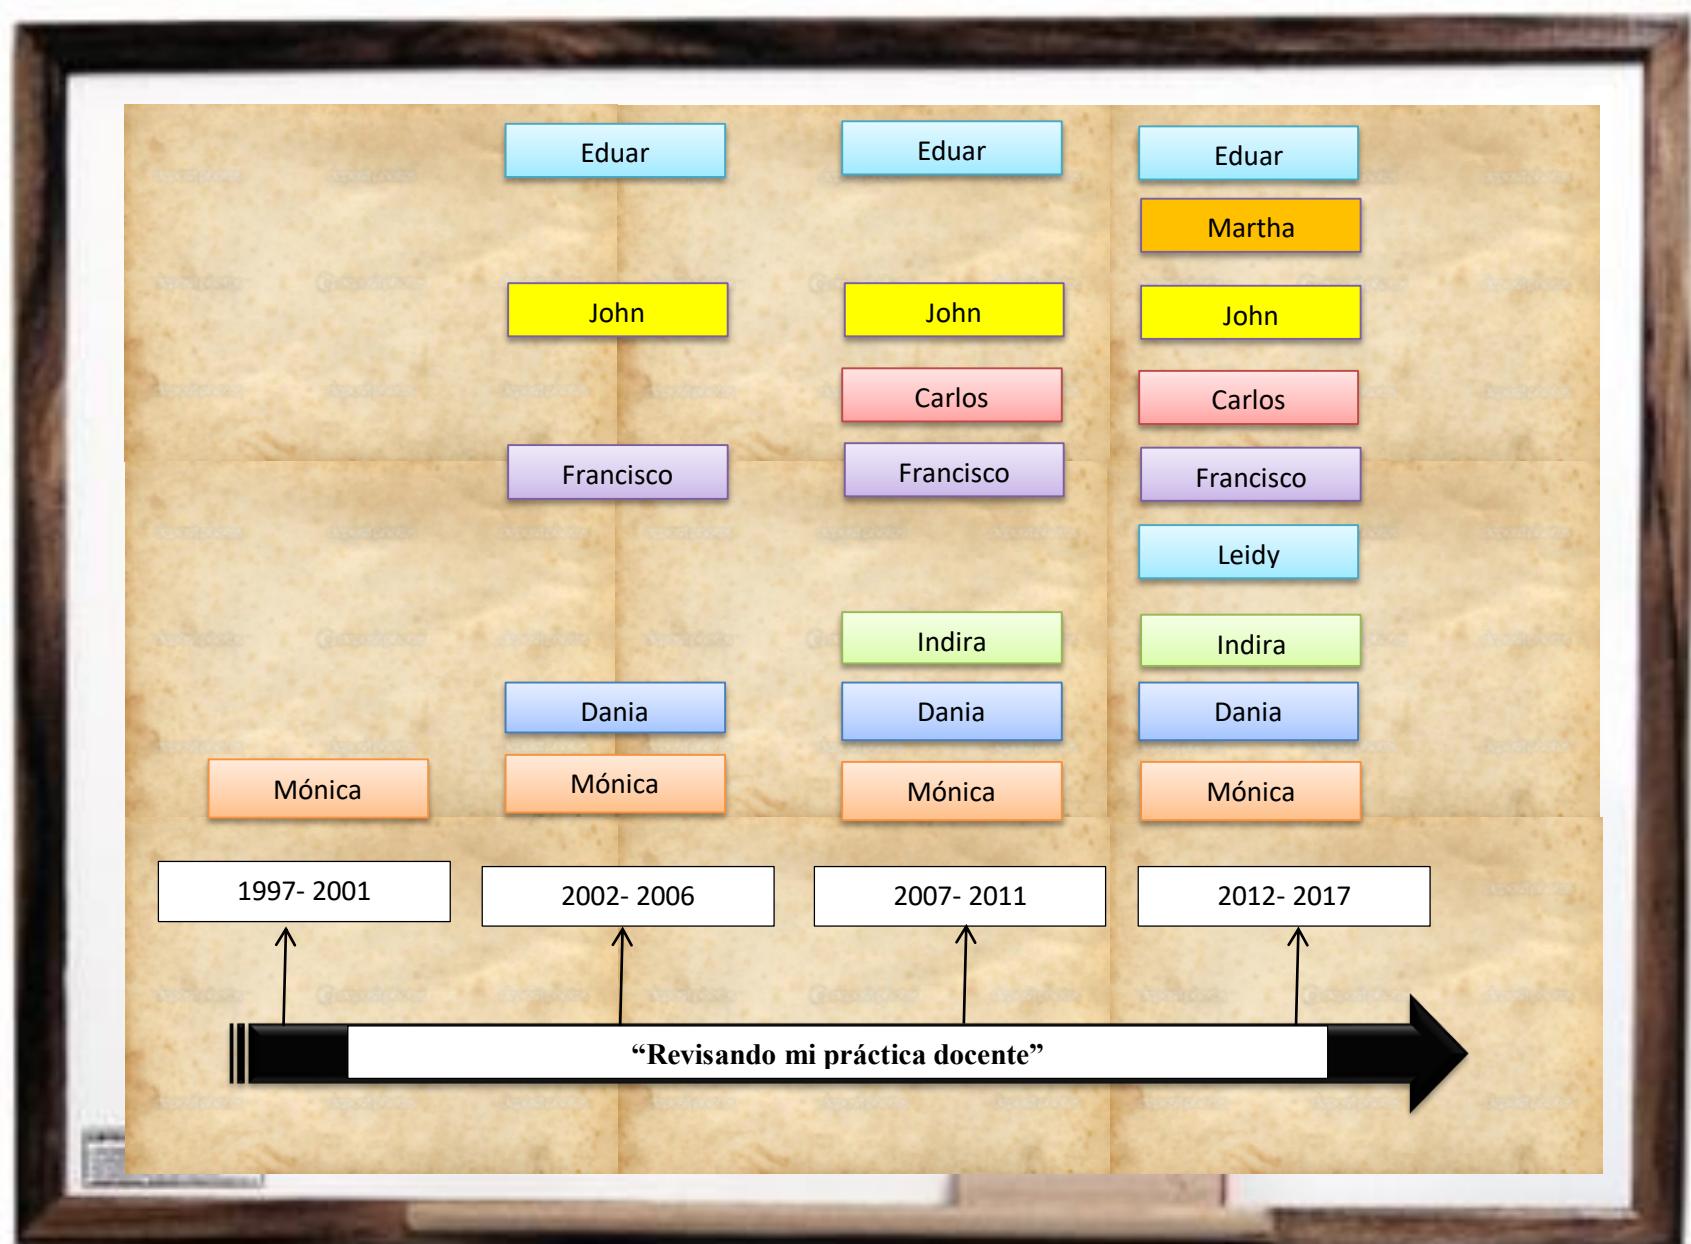 Eduar
Eduar
Eduar
Martha
John
John
John
Carlos
Carlos
Francisco
Francisco
Francisco
Leidy
Indira
Indira
Dania
Dania
Dania
Mónica
Mónica
Mónica
Mónica
1997- 2001
2002- 2006
2007- 2011
2012- 2017
“Revisando mi práctica docente”